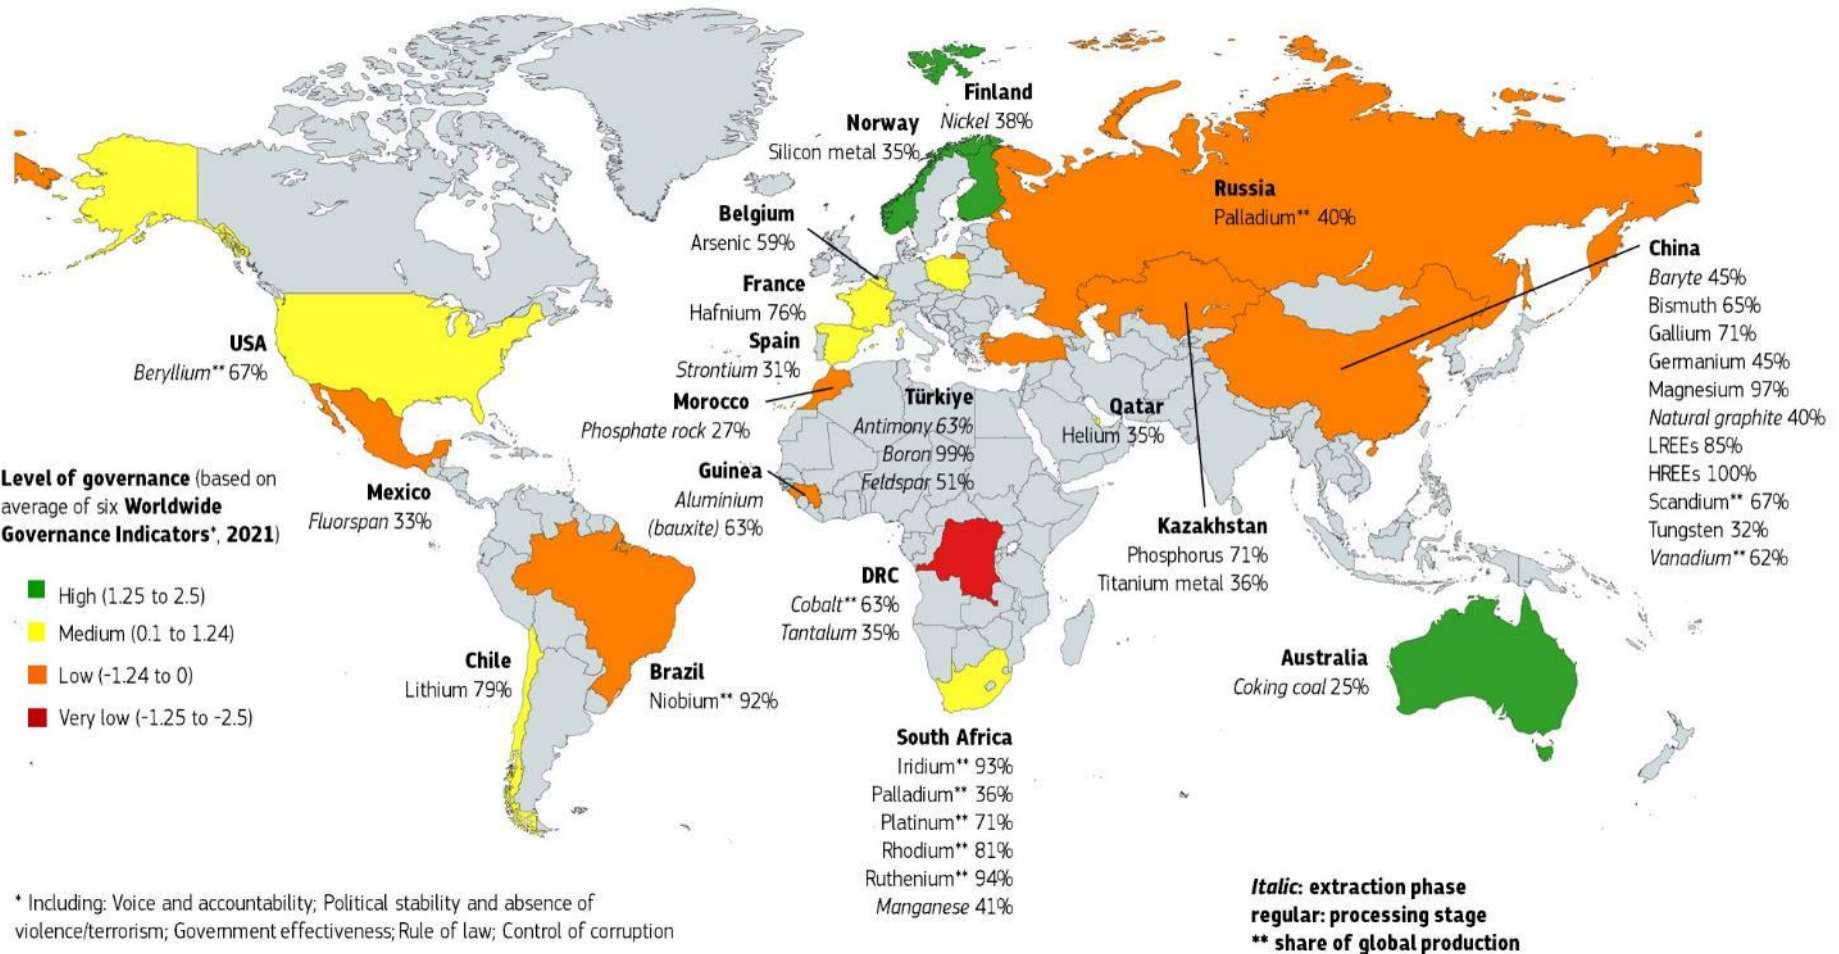 Finland
Nickel 38%
Norway
Silicon metal 35%
Russia
Palladium** 40%
Belgium
Arsenic 59%
China
Baryte 45%
Bismuth 65%
Gallium 71%
Germanium 45%
Magnesium 97%
Natural graphite 40%
LREEs 85%
HREEs 100%
Scandium** 67%
Tungsten 32%
Vanadium** 62%
France
Hafnium 76%
Spain
Strontium 31%
USA
Beryllium** 67%
Morocco
Phosphate rock 27%
Türkiye
Antimony 63%
Boron 99%
Feldspar 51%
Qatar
Helium 35%
Guinea
Aluminium
(bauxite) 63%
Mexico
Fluorspan 33%
Level of governance (based on
average of six Worldwide
Governance Indicators*, 2021)
High (1.25 to 2.5)
Medium (0.1 to 1.24)
Low (-1.24 to 0)
Very low (-1.25 to -2.5)
Kazakhstan
Phosphorus 71%
Titanium metal 36%
DRC
Cobalt** 63%
Tantalum 35%
Chile
Lithium 79%
Brazil
Niobium** 92%
Australia
Coking coal 25%
South Africa
Iridium** 93%
Palladium** 36%
Platinum** 71%
Rhodium** 81%
Ruthenium** 94%
Manganese 41%
* Including: Voice and accountability; Political stability and absence of
violence/terrorism; Government effectiveness; Rule of law; Control of corruption
Italic: extraction phase
regular: processing stage
** share of global production